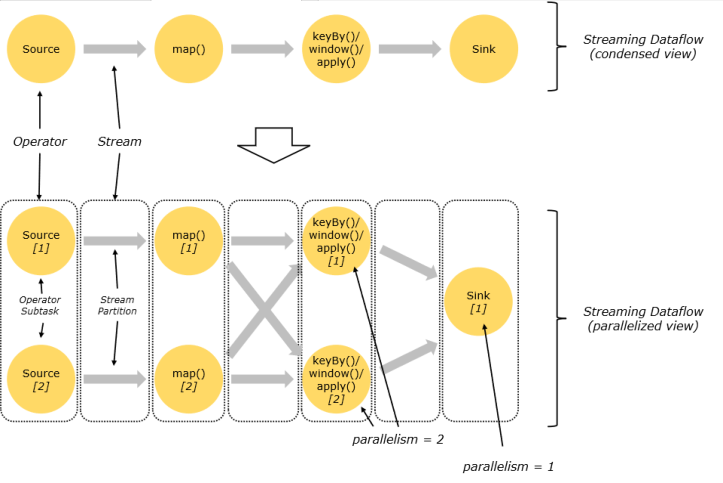 Source
map()
keyBy()/
window()/
apply()
Sink
Streaming Dataflow
(condensed view)
Operator
Stream
Source
[1]
map()
[1]
keyBy()/
window()/
apply()
[1]
Operator
Subtask
Stream
Partition
Sink
[1]
Streaming Dataflow
(parallelized view)
Source
[2]
map()
[2]
keyBy()/
window()/
apply()
[2]
parallelism = 2
parallelism = 1